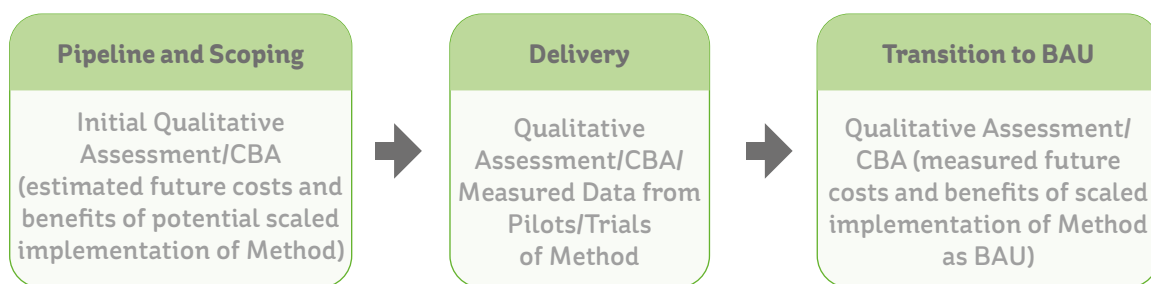 Pipeline and Scoping
Initial Qualitative
Assessment/CBA
(estimated future costs and
benefits of potential scaled
implementation of Method)
Delivery
Qualitative
Assessment/CBA/
Measured Data from
Pilots/Trials
of Method
Transition to BAU
Qualitative Assessment/
CBA (measured future
costs and benefits of scaled
implementation of Method
as BAU)